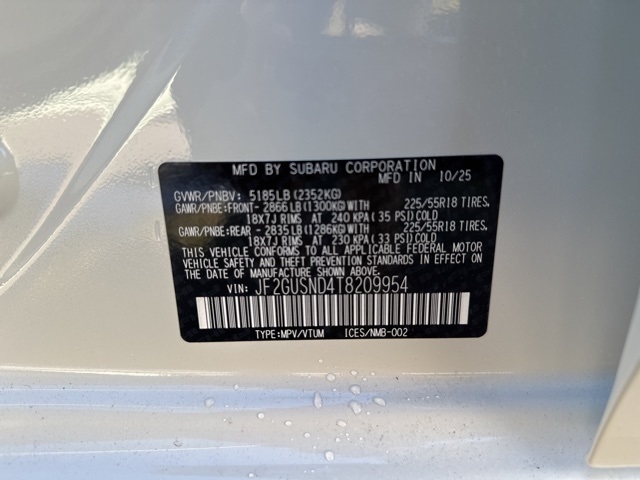 MFD BY SUBARU CORPORATION
MFD IN 10/25
GVWR/PNBV: 5185LB(2352KG)
GAWR/PNBE:FRONT- 2866LB(1300KG)WITH 225/55R18 TIRES.
18X7J RIMS AT 240 KPA(35 PSI)COLD
GAWR/PNBE:REAR - 2835LB(1286KG)WITH 225/55R18 TIRES.
18X7J RIMS AT 230 KPA(33 PSI)COLD
THIS VEHICLE CONFORMS TO ALL APPLICABLE FEDERAL MOTOR
VEHICLE SAFETY AND THEFT PREVENTION STANDARDS IN EFFECT ON
THE DATE OF MANUFACTURE SHOWN ABOVE.
VIN: JF2GUSND4T8209954
TYPE:MPV/VTUM ICES/NMB-002